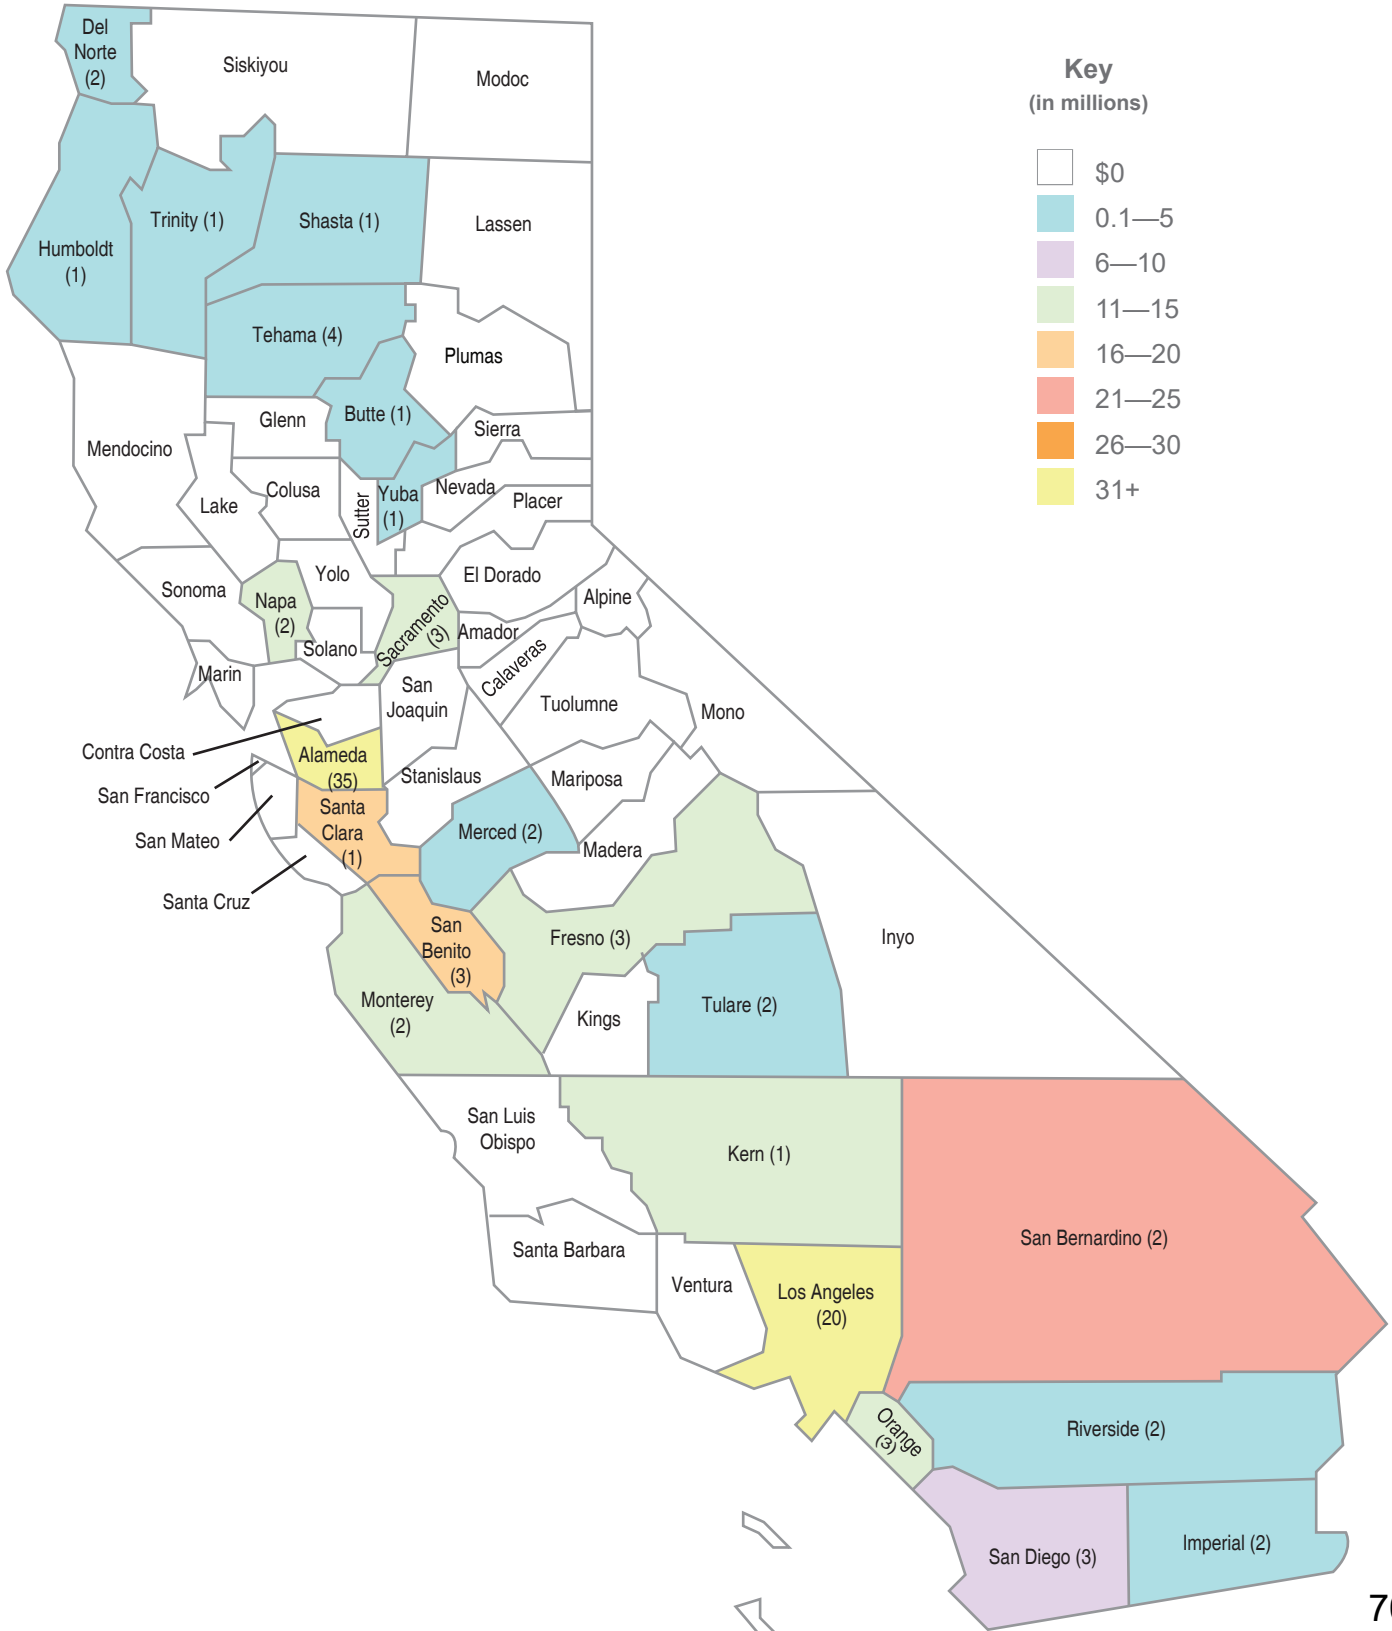 Del
Norte
(2)
Siskiyou
Modoc
Key
(in millions)
$0
0.1—5
6—10
11—15
16—20
21—25
26—30
31+
Humboldt
(1)
Trinity (1)
Shasta (1)
Lassen
Tehama (4)
Plumas
Mendocino
Glenn
Butte (1)
Sierra
Lake
Colusa
Sutter
Yuba
(1)
Nevada
Placer
Sonoma
Napa
(2)
Yolo
Solano
Sacramento
(3)
El Dorado
Alpine
Amador
Calaveras
Marin
San
Joaquin
Tuolumne
Mono
Contra Costa
Alameda
(35)
Stanislaus
Mariposa
San Francisco
San Mateo
Santa
Clara
(1)
Merced (2)
Madera
Santa Cruz
San
Benito
(3)
Fresno (3)
Inyo
Monterey
(2)
Kings
Tulare (2)
San Luis
Obispo
Kern (1)
Santa Barbara
Ventura
Los Angeles
(20)
San Bernardino (2)
Orange
(3)
Riverside (2)
San Diego (3)
Imperial (2)